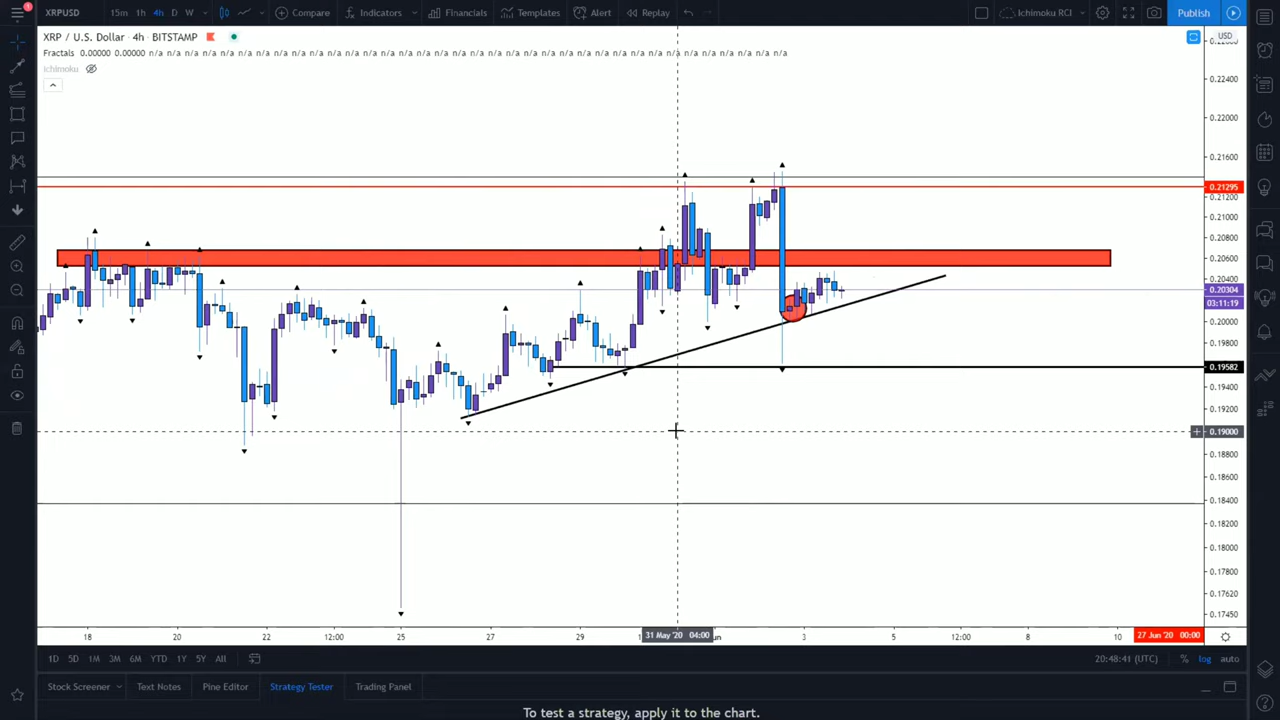 XRPUSD 15m 1h 4h D W Compare Indicators Financials Templates Alert Replay Ichimoku RCI Publish
XRP / U.S. Dollar · 4h · BITSTAMP
Fractals 0.00000 0.00000 n/a n/a n/a n/a n/a n/a n/a n/a n/a n/a n/a n/a n/a n/a n/a n/a n/a n/a n/a n/a n/a n/a n/a n/a n/a n/a n/a n/a n/a n/a n/a n/a n/a n/a n/a n/a n/a n/a
Ichimoku
USD
0.22400
0.22000
0.21600
0.21295
0.21200
0.21000
0.20800
0.20600
0.20400
0.20304
03:11:19
0.20000
0.19800
0.19582
0.19400
0.19200
0.19000
0.18800
0.18600
0.18400
0.18200
0.18000
0.17800
0.17620
0.17450
18 20 22 12:00 25 27 29 31 May '20 04:00 3 5 12:00 8 10 27 Jun '20 00:00
1D 5D 1M 3M 6M YTD 1Y 5Y All 20:48:41 (UTC) % log auto
Stock Screener Text Notes Pine Editor Strategy Tester Trading Panel
To test a strategy, apply it to the chart.